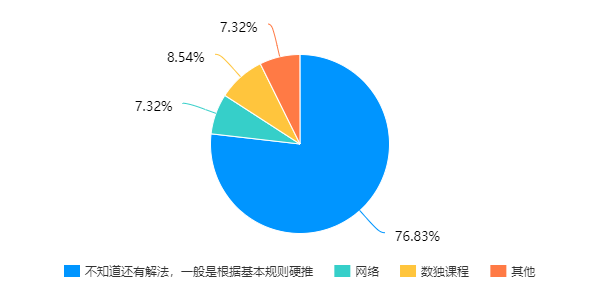 7.32%
8.54%
7.32%
76.83%
不知道还有解法，一般是根据基本规则硬推 网络 数独课程 其他